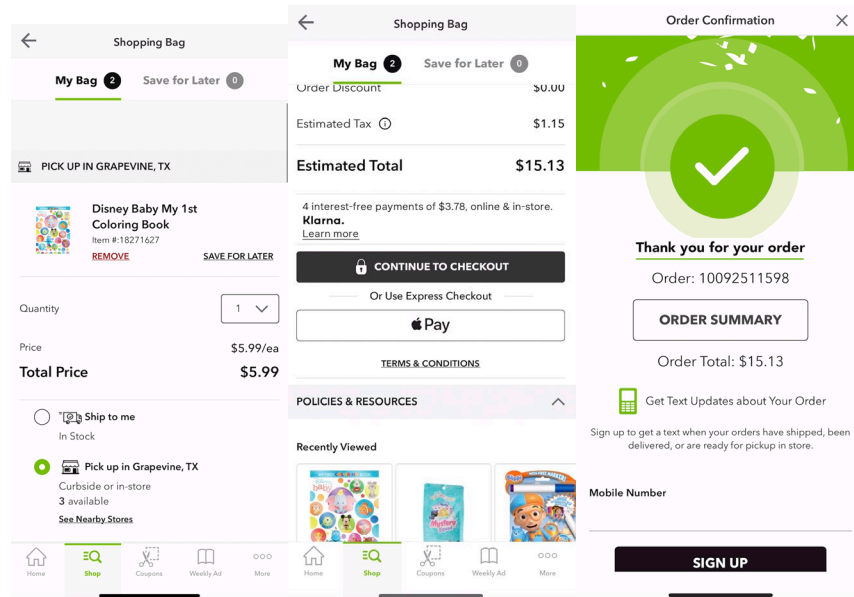 Shopping Bag
My Bag 2 Save for Later 0
PICK UP IN GRAPEVINE, TX
Disney Baby My 1st
Coloring Book
Item #:18271627
REMOVE SAVE FOR LATER
Quantity 1
Price $5.99/ea
Total Price $5.99
Ship to me
In Stock
Pick up in Grapevine, TX
Curbside or in-store
3 available
See Nearby Stores
Home Shop Coupons Weekly Ad More
Shopping Bag
My Bag 2 Save for Later 0
Order Discount $0.00
Estimated Tax $1.15
Estimated Total $15.13
4 interest-free payments of $3.78, online & in-store.
Klarna.
Learn more
CONTINUE TO CHECKOUT
Or Use Express Checkout
Pay
TERMS & CONDITIONS
POLICIES & RESOURCES
Recently Viewed
baby
Mystery
Home Shop Coupons Weekly Ad More
Order Confirmation
Thank you for your order
Order: 10092511598
ORDER SUMMARY
Order Total: $15.13
Get Text Updates about Your Order
Sign up to get a text when your orders have shipped, been
delivered, or are ready for pickup in store.
Mobile Number
SIGN UP